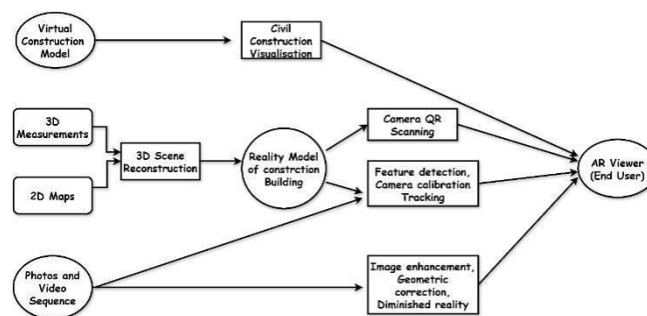 Virtual
Construction
Model
Civil
Construction
Visualisation
3D
Measurements
2D Maps
3D Scene
Reconstruction
Reality Model
of constrction
Building
Camera QR
Scanning
Feature detection,
Camera calibration
Tracking
AR Viewer
(End User)
Photos and
Video
Sequence
Image enhancement,
Geometric
correction,
Diminished reality